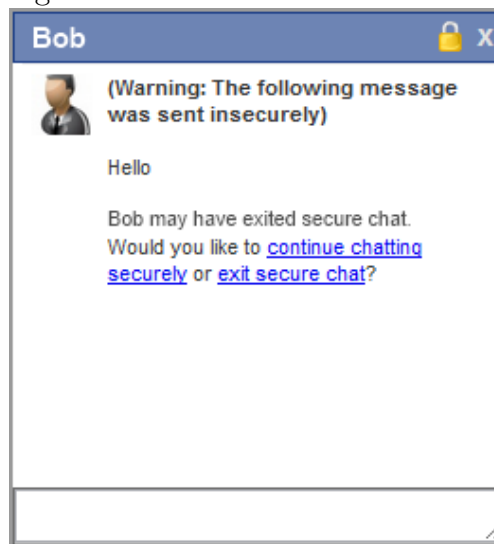 Bob X
(Warning: The following message
was sent insecurely)
Hello
Bob may have exited secure chat.
Would you like to continue chatting
securely or exit secure chat?